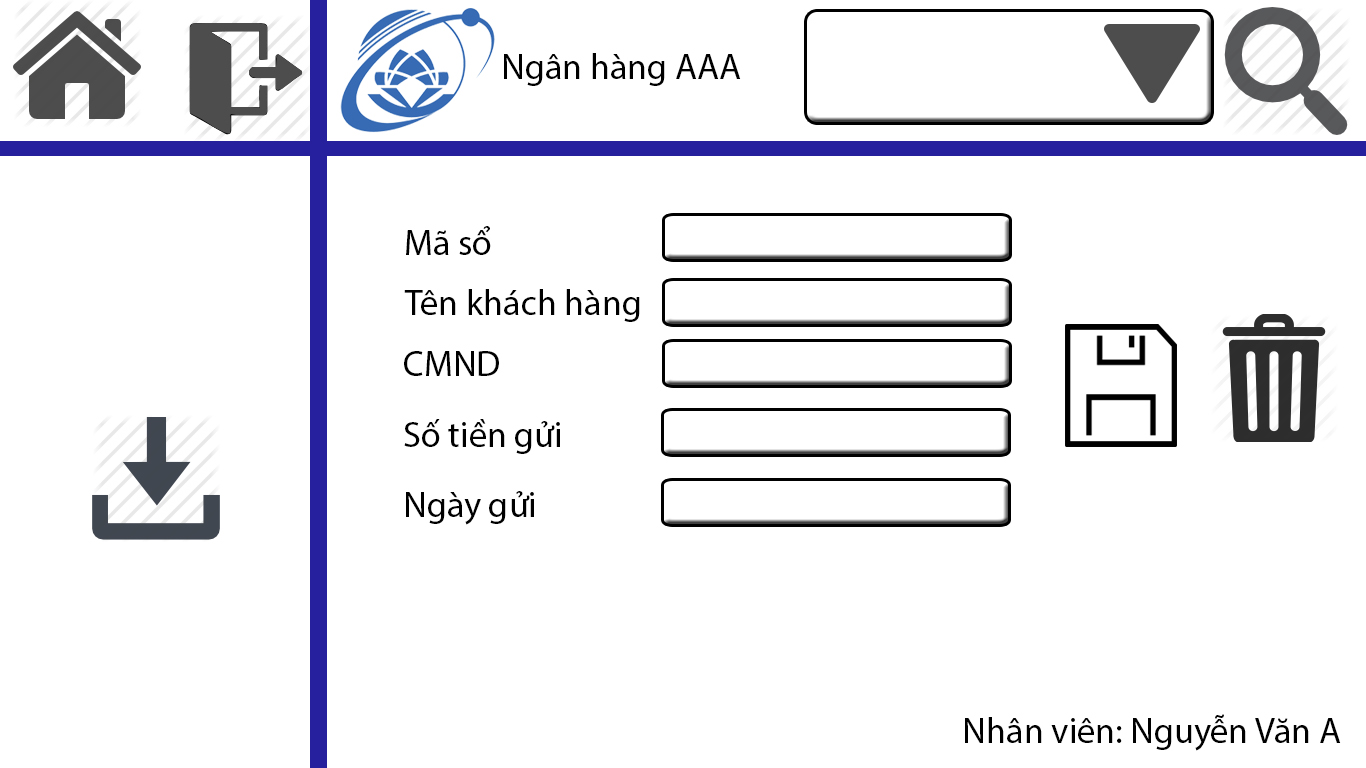 Ngân hàng AAA
Mã sổ
Tên khách hàng
CMND
Số tiền gửi
Ngày gửi
Nhân viên: Nguyễn Văn A